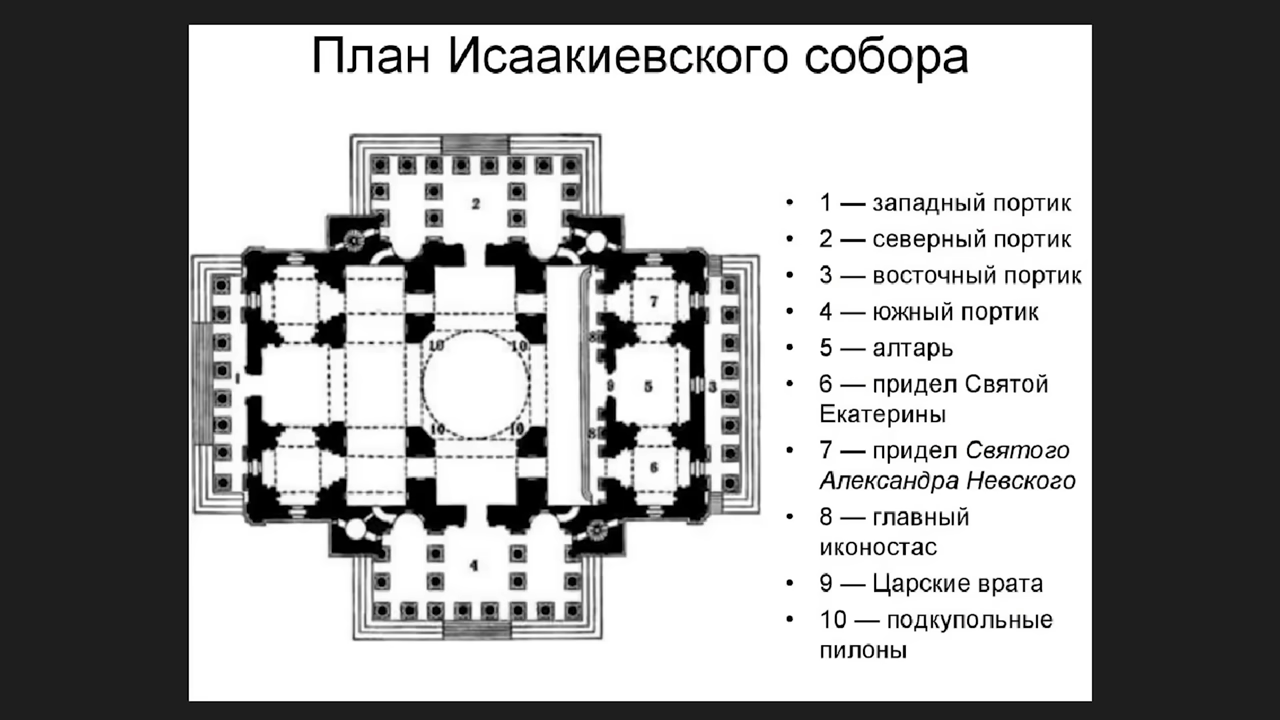 План Исаакиевского собора
2
7
8
10
10
1
9
5
3
10
10
8
6
4
• 1 — западный портик
• 2 — северный портик
• 3 — восточный портик
• 4 — южный портик
• 5 — алтарь
• 6 — придел Святой
Екатерины
• 7 — придел Святого
Александра Невского
• 8 — главный
иконостас
• 9 — Царские врата
• 10 — подкупольные
пилоны